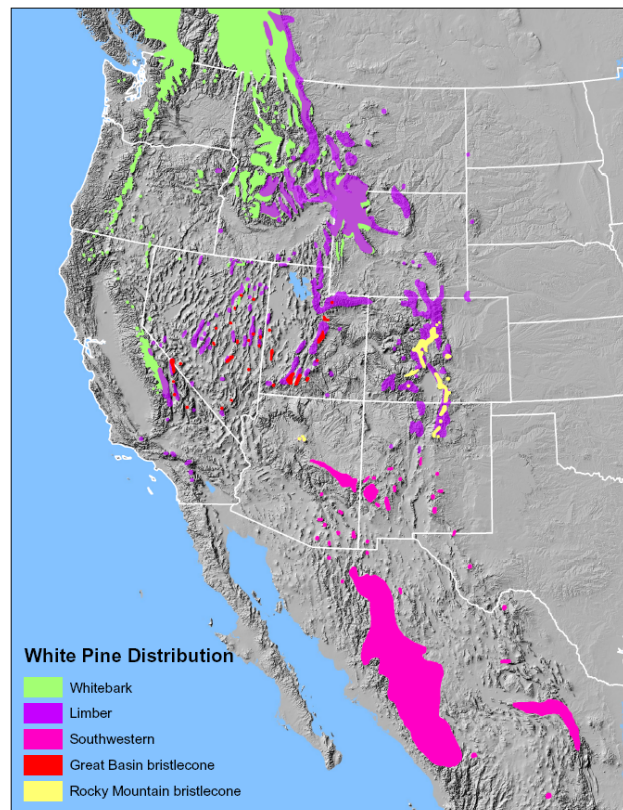 White Pine Distribution
Whitebark
Limber
Southwestern
Great Basin bristlecone
Rocky Mountain bristlecone